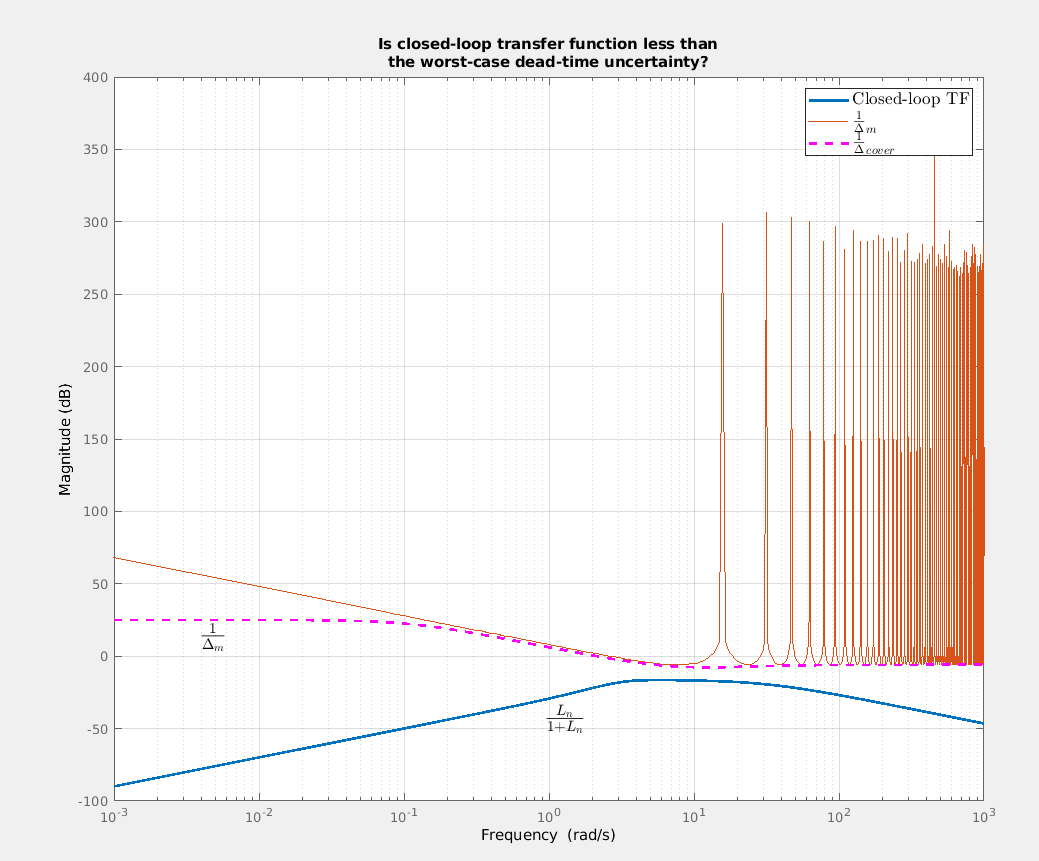 Is closed-loop transfer function less than
the worst-case dead-time uncertainty?
400
350
300
250
200
150
100
50
0
-50
-100
Magnitude (dB)
Closed-loop TF
1/Δ m
1/Δ cover
1/Δm
Ln/1+Ln
10^-3 10^-2 10^-1 10^0 10^1 10^2 10^3
Frequency (rad/s)